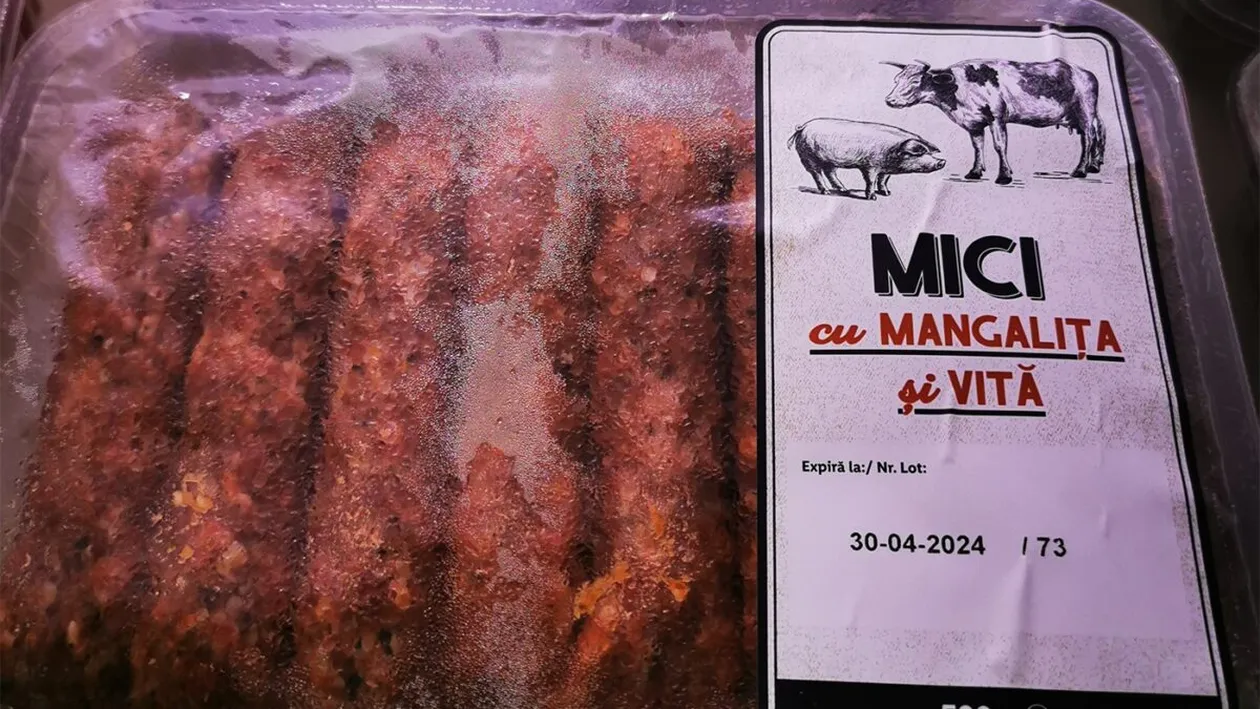 MICI
cu MANGALIȚA
și VITĂ
Expiră la:/ Nr. Lot:
30-04-2024 / 73